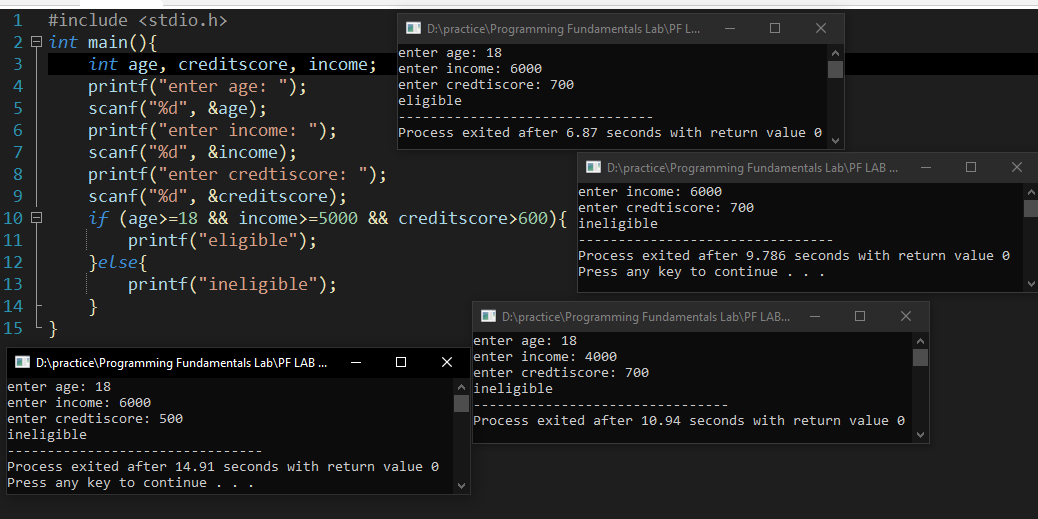 1 #include <stdio.h>
2 int main(){
3 int age, creditscore, income;
4 printf("enter age: ");
5 scanf("%d", &age);
6 printf("enter income: ");
7 scanf("%d", &income);
8 printf("enter credtiscore: ");
9 scanf("%d", &creditscore);
10 if (age>=18 && income>=5000 && creditscore>600){
11 printf("eligible");
12 }else{
13 printf("ineligible");
14 }
15 }
D:\practice\Programming Fundamentals Lab\PF L...
enter age: 18
enter income: 6000
enter credtiscore: 700
eligible
--------------------------------
Process exited after 6.87 seconds with return value 0
D:\practice\Programming Fundamentals Lab\PF LAB ...
enter income: 6000
enter credtiscore: 700
ineligible
--------------------------------
Process exited after 9.786 seconds with return value 0
Press any key to continue . . .
D:\practice\Programming Fundamentals Lab\PF LAB...
enter age: 18
enter income: 4000
enter credtiscore: 700
ineligible
--------------------------------
Process exited after 10.94 seconds with return value 0
D:\practice\Programming Fundamentals Lab\PF LAB ...
enter age: 18
enter income: 6000
enter credtiscore: 500
ineligible
--------------------------------
Process exited after 14.91 seconds with return value 0
Press any key to continue . . .